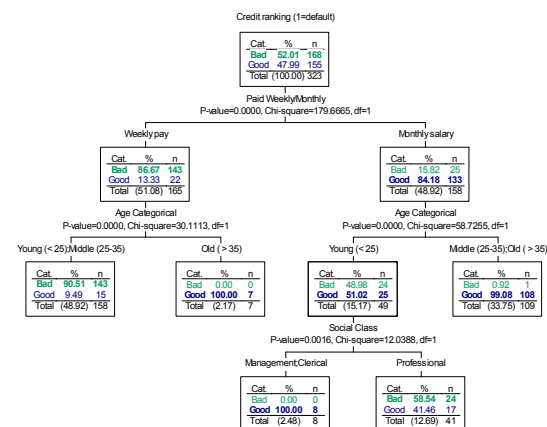 Credit ranking (1=default)
Cat. % n
Bad 52.01 168
Good 47.99 155
Total (100.00) 323
Paid Weekly/Monthly
P-value=0.0000, Chi-square=179.6665, df=1
Weekly pay
Cat. % n
Bad 86.67 143
Good 13.33 22
Total (51.08) 165
Monthly salary
Cat. % n
Bad 15.82 25
Good 84.18 133
Total (48.92) 158
Age Categorical
P-value=0.0000, Chi-square=30.1113, df=1
Age Categorical
P-value=0.0000, Chi-square=58.7255, df=1
Young (< 25);Middle (25-35)
Cat. % n
Bad 90.51 143
Good 9.49 15
Total (48.92) 158
Old ( > 35)
Cat. % n
Bad 0.00 0
Good 100.00 7
Total (2.17) 7
Young (< 25)
Cat. % n
Bad 48.98 24
Good 51.02 25
Total (15.17) 49
Middle (25-35);Old ( > 35)
Cat. % n
Bad 0.92 1
Good 99.08 108
Total (33.75) 109
Social Class
P-value=0.0016, Chi-square=12.0388, df=1
Management;Clerical
Cat. % n
Bad 0.00 0
Good 100.00 8
Total (2.48) 8
Professional
Cat. % n
Bad 58.54 24
Good 41.46 17
Total (12.69) 41